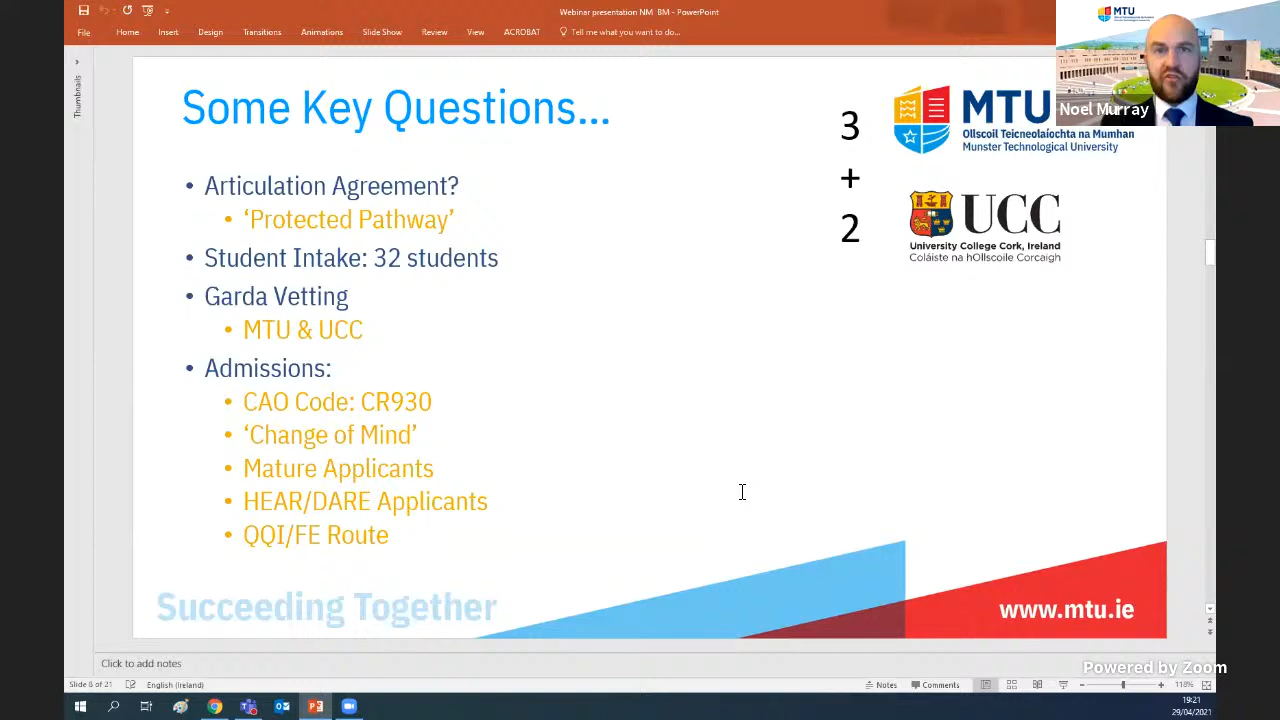 Webinar presentation NM BM - PowerPoint
File Home Insert Design Transitions Animations Slide Show Review View ACROBAT Tell me what you want to do...
Thumbnails
Some Key Questions...
• Articulation Agreement?
• ‘Protected Pathway’
• Student Intake: 32 students
• Garda Vetting
• MTU & UCC
• Admissions:
• CAO Code: CR930
• ‘Change of Mind’
• Mature Applicants
• HEAR/DARE Applicants
• QQI/FE Route
3
+
2
MTU
Ollscoil Teicneolaíochta na Mumhan
Munster Technological University
UCC
University College Cork, Ireland
Coláiste na hOllscoile Corcaigh
MTU
Noel Murray
Succeeding Together
www.mtu.ie
Click to add notes
Powered by Zoom
Slide 8 of 21 English (Ireland) Notes Comments 118%
19:21
29/04/2021